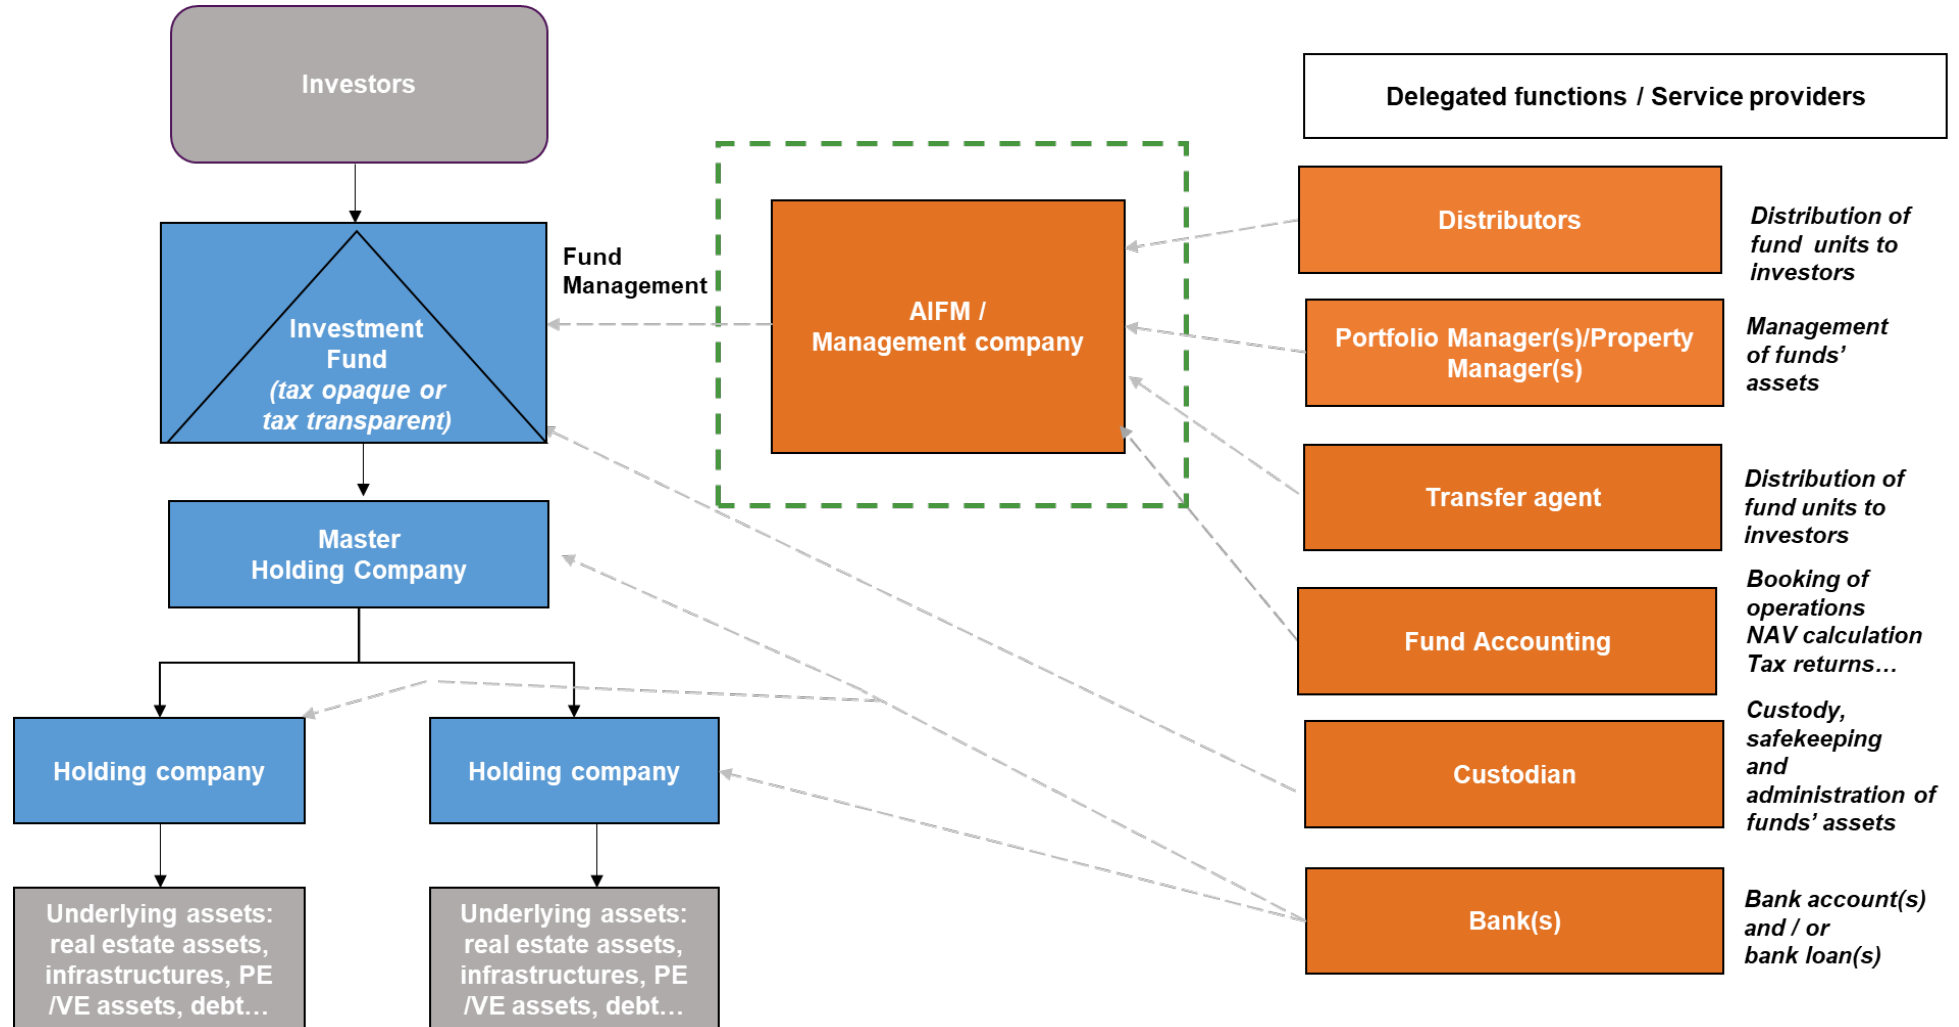 Investors
Delegated functions / Service providers
Distributors
Distribution of
fund units to
investors
Fund
Management
AIFM /
Management company
Investment
Fund
(tax opaque or
tax transparent)
Portfolio Manager(s)/Property
Manager(s)
Management
of funds’
assets
Transfer agent
Distribution of
fund units to
investors
Master
Holding Company
Fund Accounting
Booking of
operations
NAV calculation
Tax returns…
Holding company
Holding company
Custodian
Custody,
safekeeping
and
administration of
funds’ assets
Underlying assets:
real estate assets,
infrastructures, PE
/VE assets, debt…
Underlying assets:
real estate assets,
infrastructures, PE
/VE assets, debt…
Bank(s)
Bank account(s)
and / or
bank loan(s)